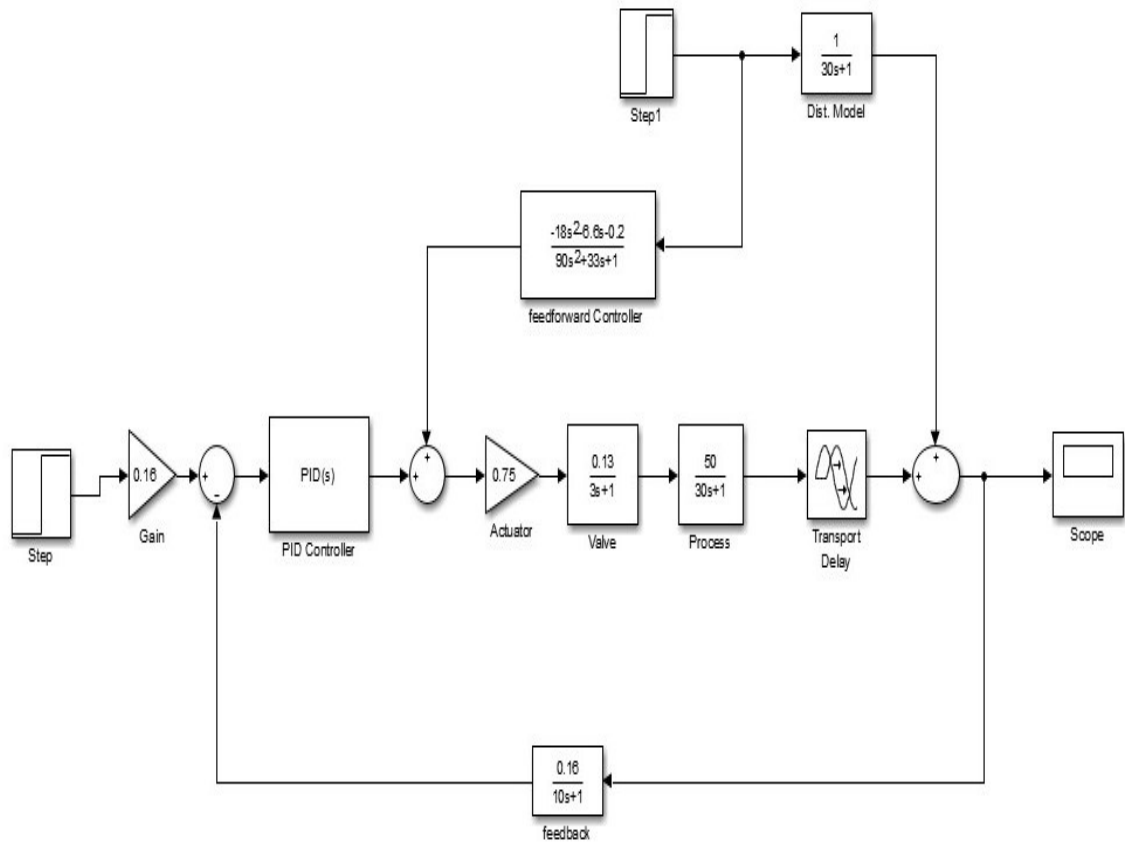 1
30s+1
Dist. Model
Step1
-18s2-6.6s-0.2
90s2+33s+1
feedforward Controller
+
+
0.16
Gain
Step
+
-
PID(s)
PID Controller
+
+
0.75
Actuator
0.13
3s+1
Valve
50
30s+1
Process
Transport
Delay
+
+
Scope
0.16
10s+1
feedback